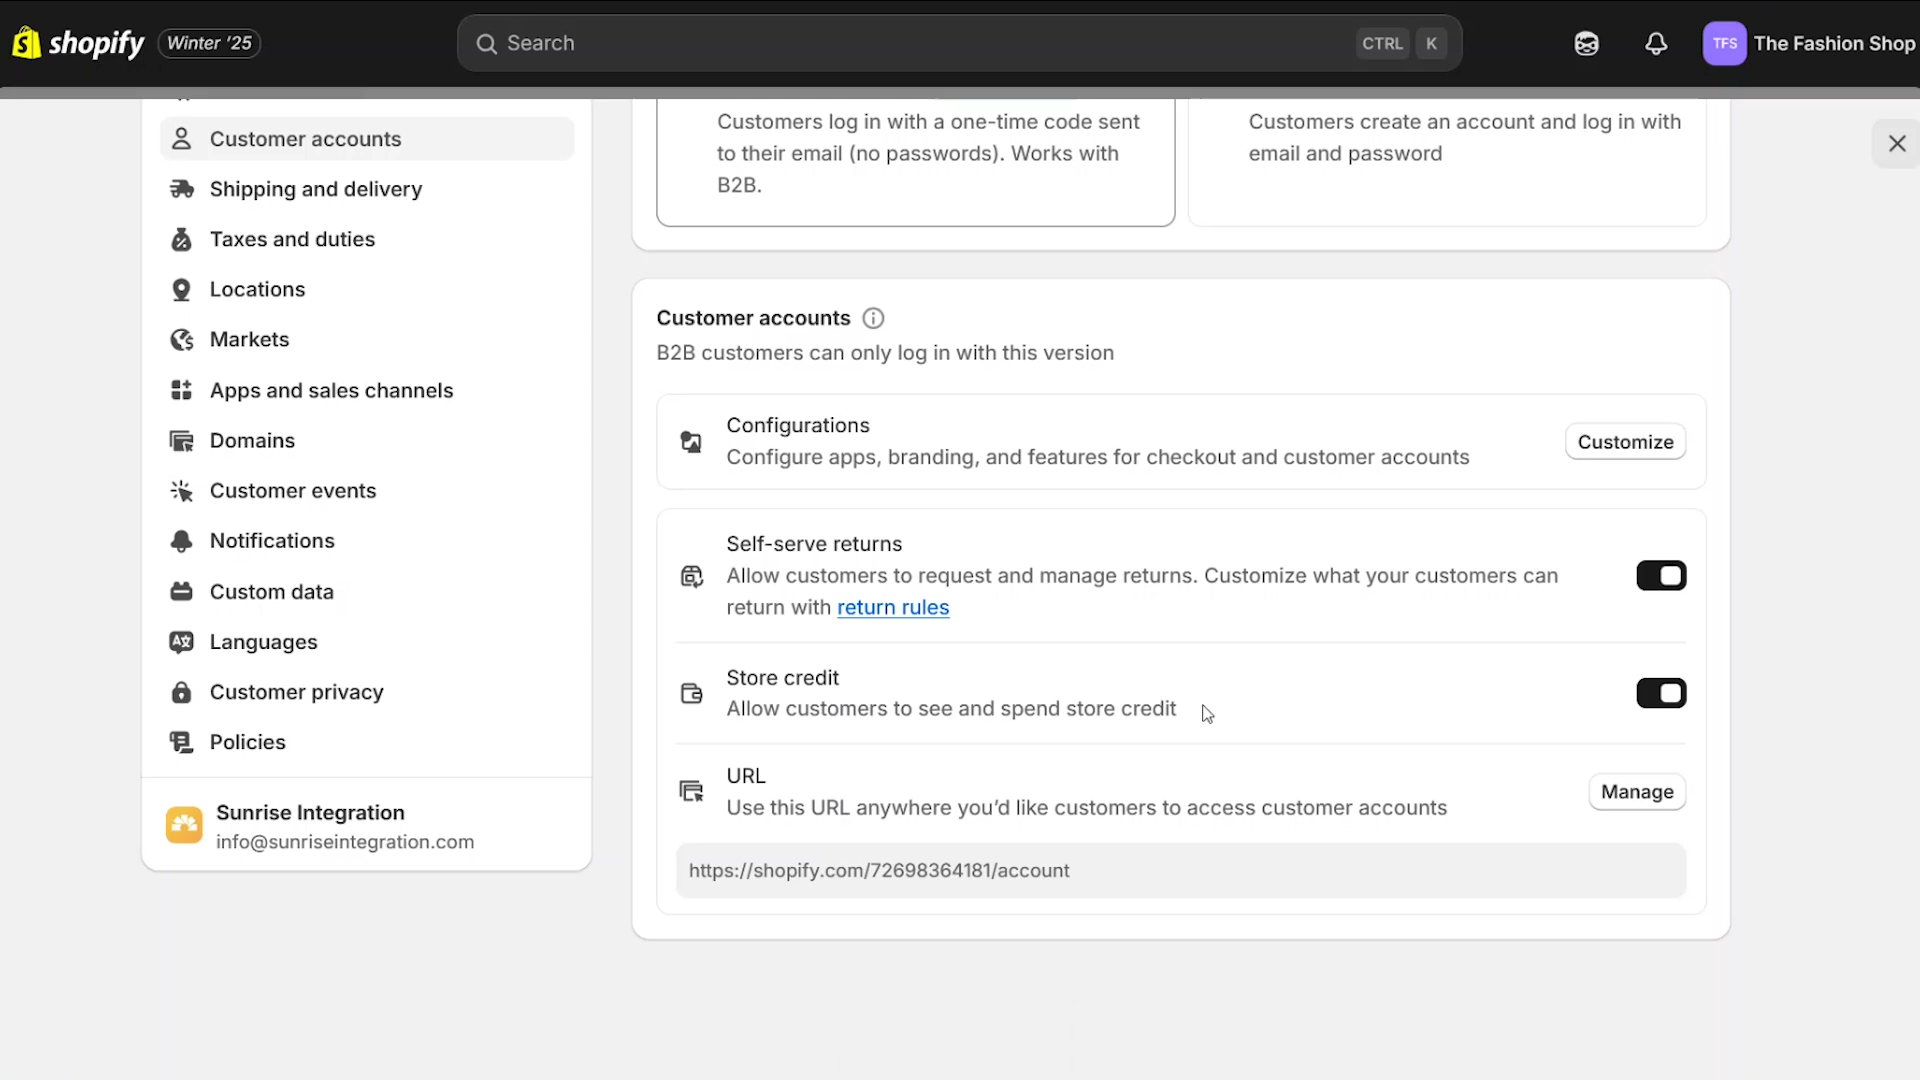 shopify Winter '25
Search
CTRL K
TFS The Fashion Shop
Customer accounts
Shipping and delivery
Taxes and duties
Locations
Markets
Apps and sales channels
Domains
Customer events
Notifications
Custom data
Languages
Customer privacy
Policies
Sunrise Integration
info@sunriseintegration.com
Customers log in with a one-time code sent
to their email (no passwords). Works with
B2B.
Customers create an account and log in with
email and password
Customer accounts
B2B customers can only log in with this version
Configurations
Configure apps, branding, and features for checkout and customer accounts
Customize
Self-serve returns
Allow customers to request and manage returns. Customize what your customers can
return with return rules
Store credit
Allow customers to see and spend store credit
URL
Use this URL anywhere you’d like customers to access customer accounts
Manage
https://shopify.com/72698364181/account